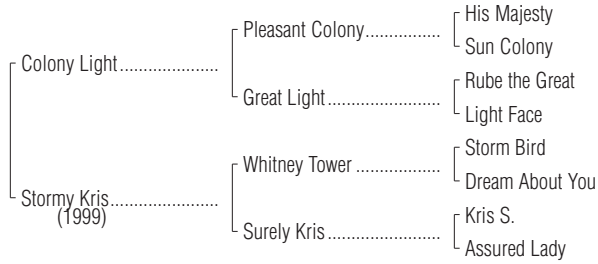 His Majesty
Pleasant Colony
Sun Colony
Colony Light
Rube the Great
Great Light
Light Face
Storm Bird
Whitney Tower
Dream About You
Stormy Kris
(1999)
Kris S.
Surely Kris
Assured Lady